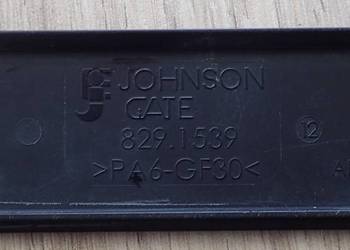 JOHNSON
GATE
829.1539
>PA6-GF30<
12
A